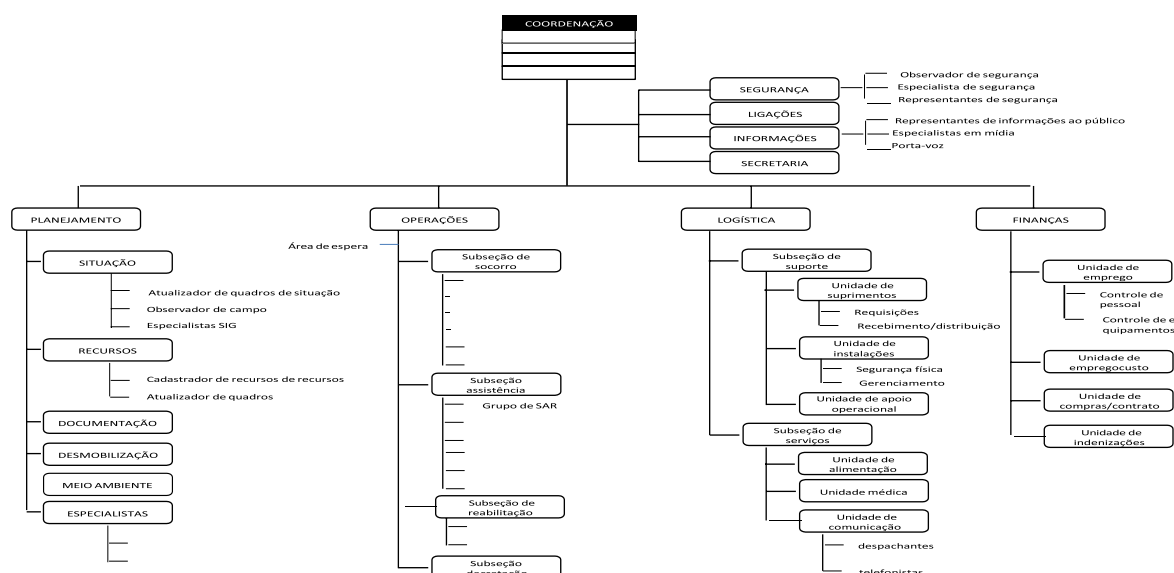 COORDENAÇÃO
SEGURANÇA
Observador de segurança
Especialista de segurança
Representantes de segurança
LIGAÇÕES
INFORMAÇÕES
Representantes de informações ao público
Especialistas em mídia
Porta-voz
SECRETARIA
PLANEJAMENTO
SITUAÇÃO
Atualizador de quadros de situação
Observador de campo
Especialistas SIG
RECURSOS
Cadastrador de recursos de recursos
Atualizador de quadros
DOCUMENTAÇÃO
DESMOBILIZAÇÃO
MEIO AMBIENTE
ESPECIALISTAS
OPERAÇÕES
Área de espera
Subseção de
socorro
Subseção
assistência
Grupo de SAR
Subseção de
reabilitação
Subseção
LOGÍSTICA
Subseção de
suporte
Unidade de
suprimentos
Requisições
Recebimento/distribuição
Unidade de
instalações
Segurança física
Gerenciamento
Unidade de apoio
operacional
Subseção de
serviços
Unidade de
alimentação
Unidade médica
Unidade de
comunicação
despachantes
telefonistas
FINANÇAS
Unidade de
emprego
Controle de
pessoal
Controle de e
quipamentos
Unidade de
empregocusto
Unidade de
compras/contrato
Unidade de
indenizações